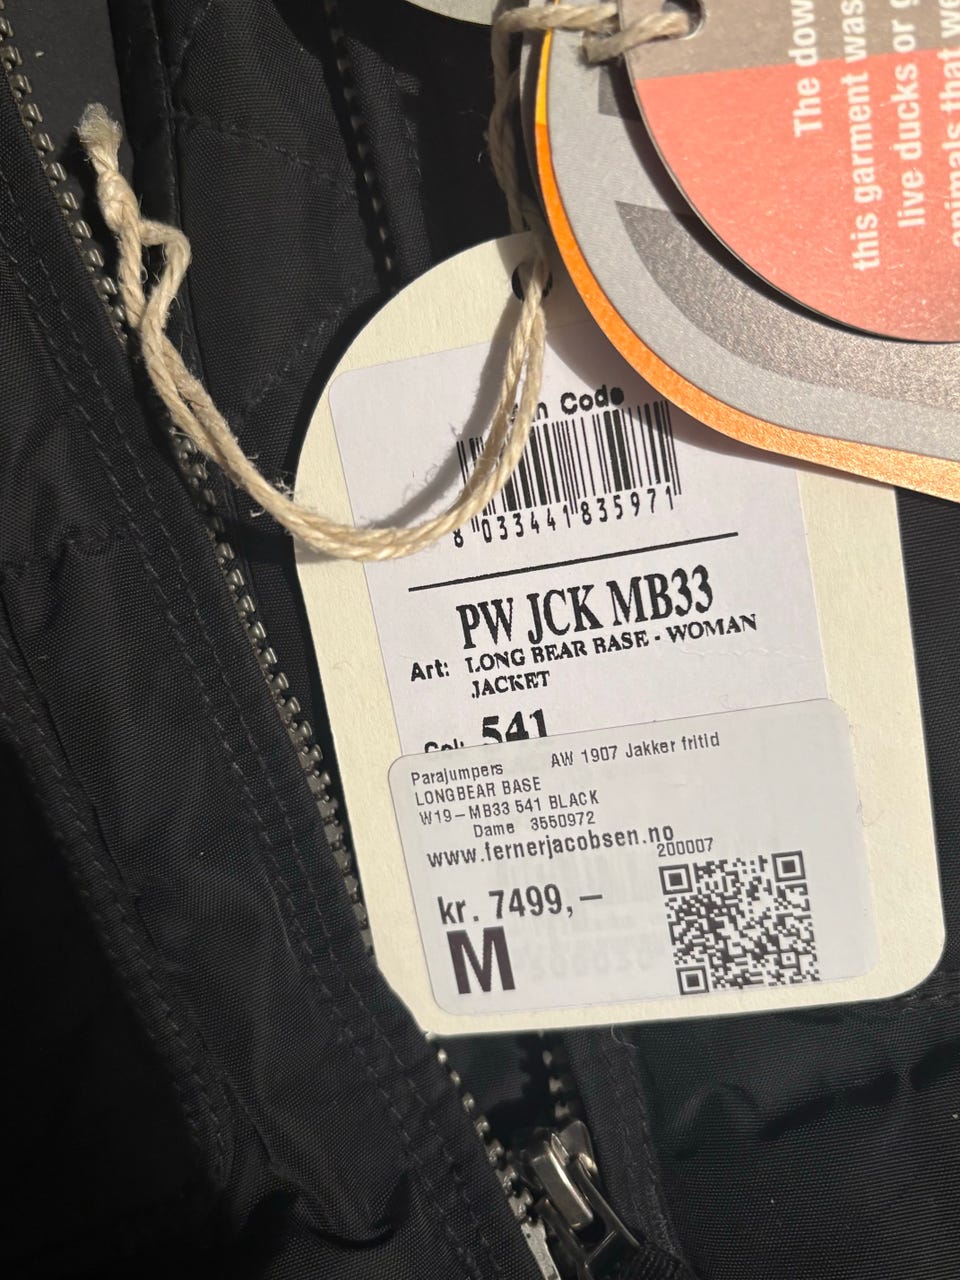 The dow
this garment was
live ducks or g
animals that we
Code
8 033441 835971
PW JCK MB33
Art: LONG BEAR BASE - WOMAN
JACKET
Col: 541
Parajumpers AW 1907 Jakker fritid
LONGBEAR BASE
W19-MB33 541 BLACK
Dame 3550972
www.fernerjacobsen.no
200007
kr. 7499,-
M